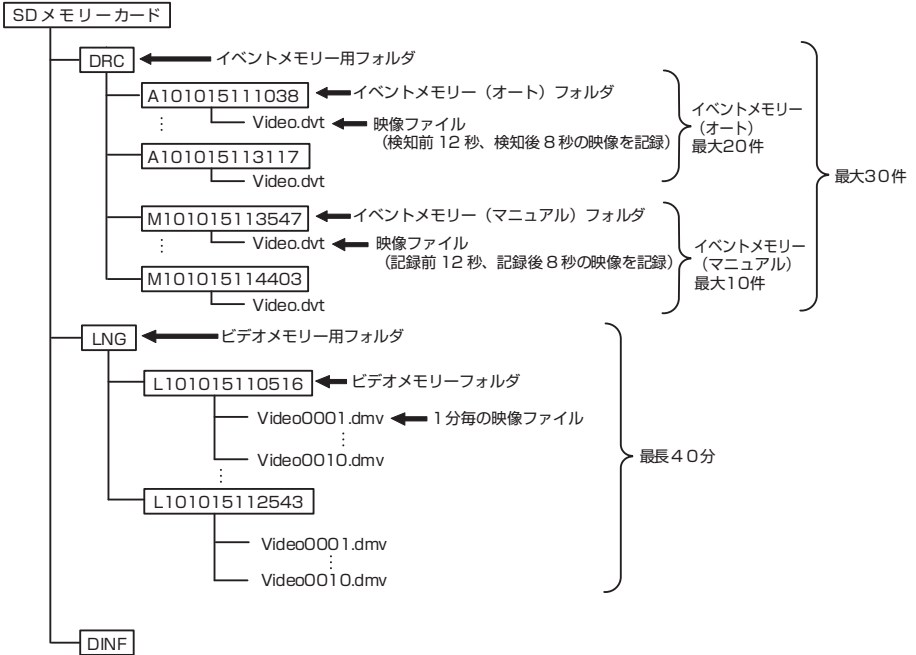 SDメモリーカード
DRC
イベントメモリー用フォルダ
A101015111038
イベントメモリー（オート）フォルダ
Video.dvt
映像ファイル
（検知前12秒、検知後8秒の映像を記録）
A101015113117
Video.dvt
イベントメモリー
（オート）
最大20件
M101015113547
イベントメモリー（マニュアル）フォルダ
Video.dvt
映像ファイル
（記録前12秒、記録後8秒の映像を記録）
M101015114403
Video.dvt
イベントメモリー
（マニュアル）
最大10件
最大30件
LNG
ビデオメモリー用フォルダ
L101015110516
ビデオメモリーフォルダ
Video0001.dmv
1分毎の映像ファイル
Video0010.dmv
L101015112543
Video0001.dmv
Video0010.dmv
最長40分
DINF